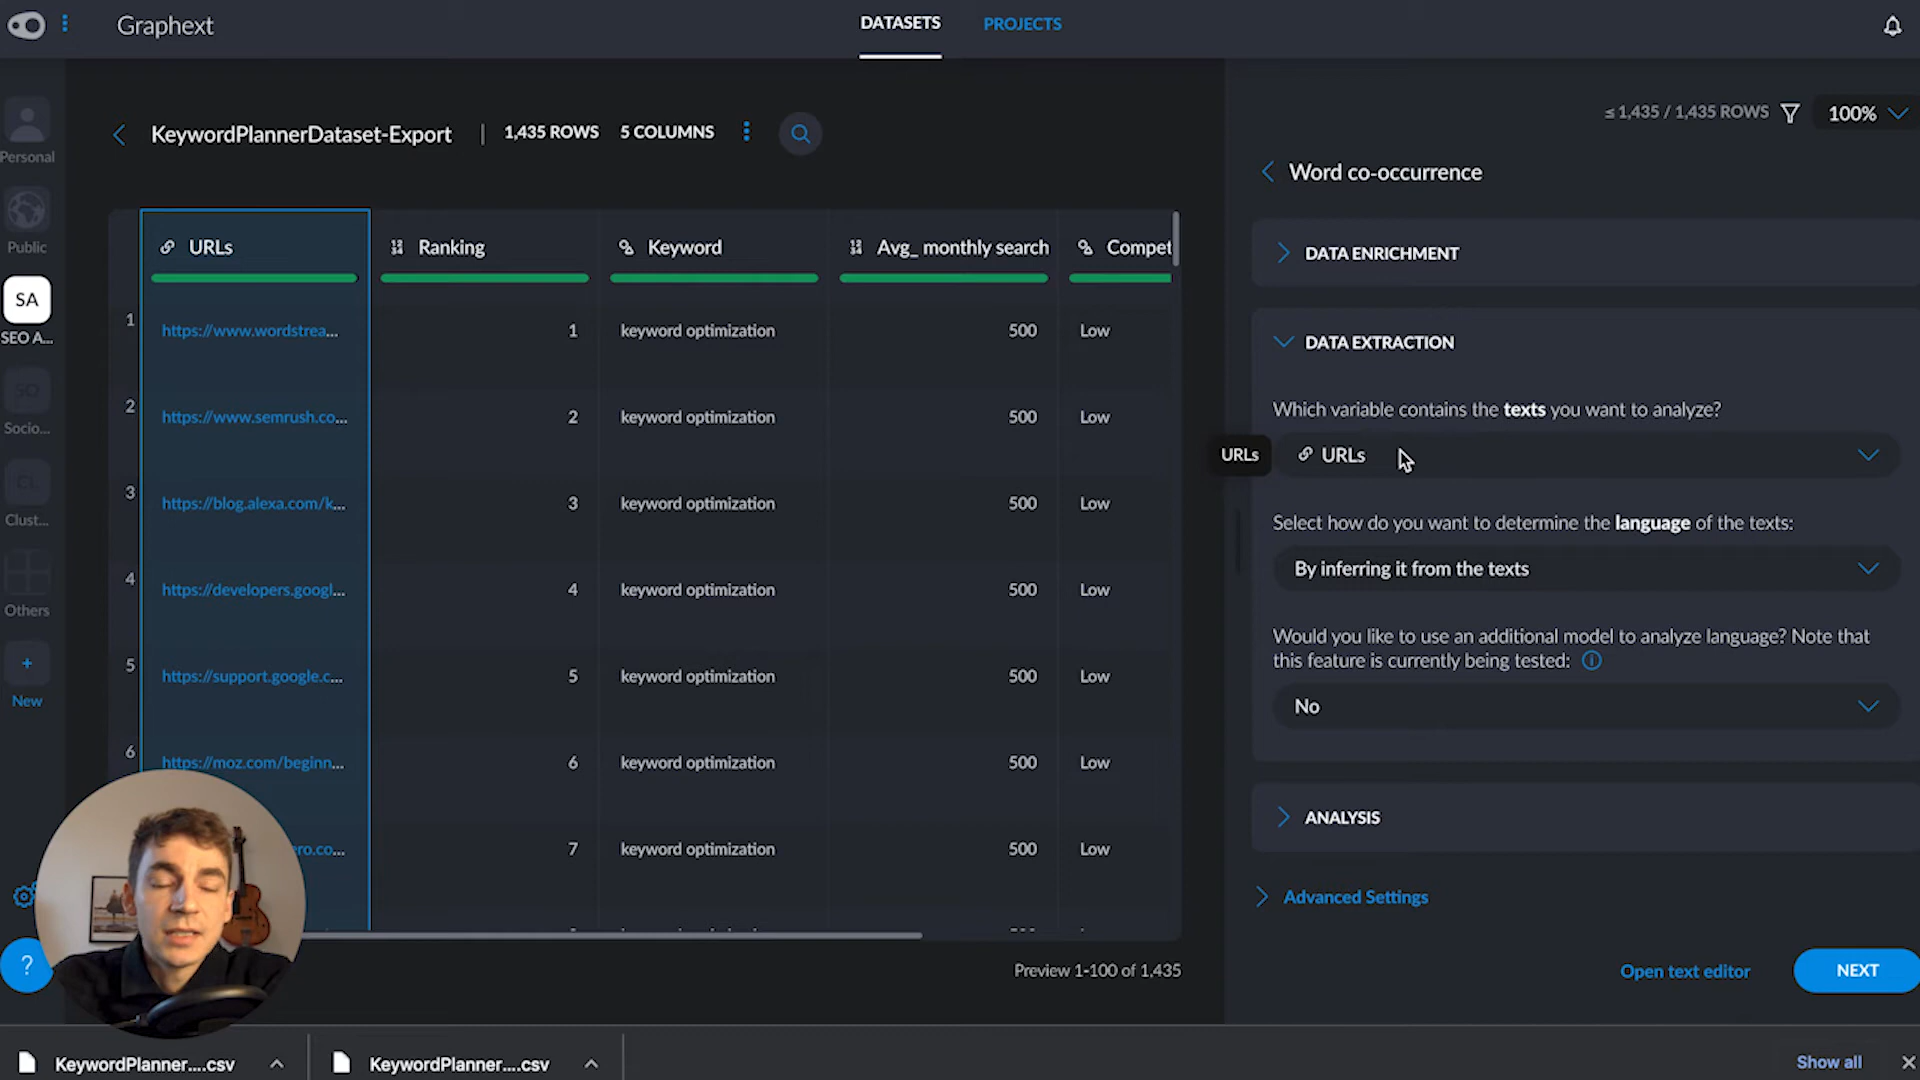 Graphext
DATASETS
PROJECTS
KeywordPlannerDataset-Export
1,435 ROWS
5 COLUMNS
≤ 1,435 / 1,435 ROWS
100%
Personal
Public
SA
SEO A...
SO
Socio...
CL
Clust...
Others
+
New
?
URLs
Ranking
Keyword
Avg_ monthly search
Compet
1
https://www.wordstrea...
1
keyword optimization
500
Low
2
https://www.semrush.co...
2
keyword optimization
500
Low
3
https://blog.alexa.com/k...
3
keyword optimization
500
Low
4
https://developers.googl...
4
keyword optimization
500
Low
5
https://support.google.c...
5
keyword optimization
500
Low
6
https://moz.com/beginn...
6
keyword optimization
500
Low
ero.co...
7
keyword optimization
500
Low
Preview 1-100 of 1,435
Word co-occurrence
DATA ENRICHMENT
DATA EXTRACTION
Which variable contains the texts you want to analyze?
URLs
URLs
Select how do you want to determine the language of the texts:
By inferring it from the texts
Would you like to use an additional model to analyze language? Note that
this feature is currently being tested:
No
ANALYSIS
Advanced Settings
Open text editor
NEXT
KeywordPlanner....csv
KeywordPlanner....csv
Show all